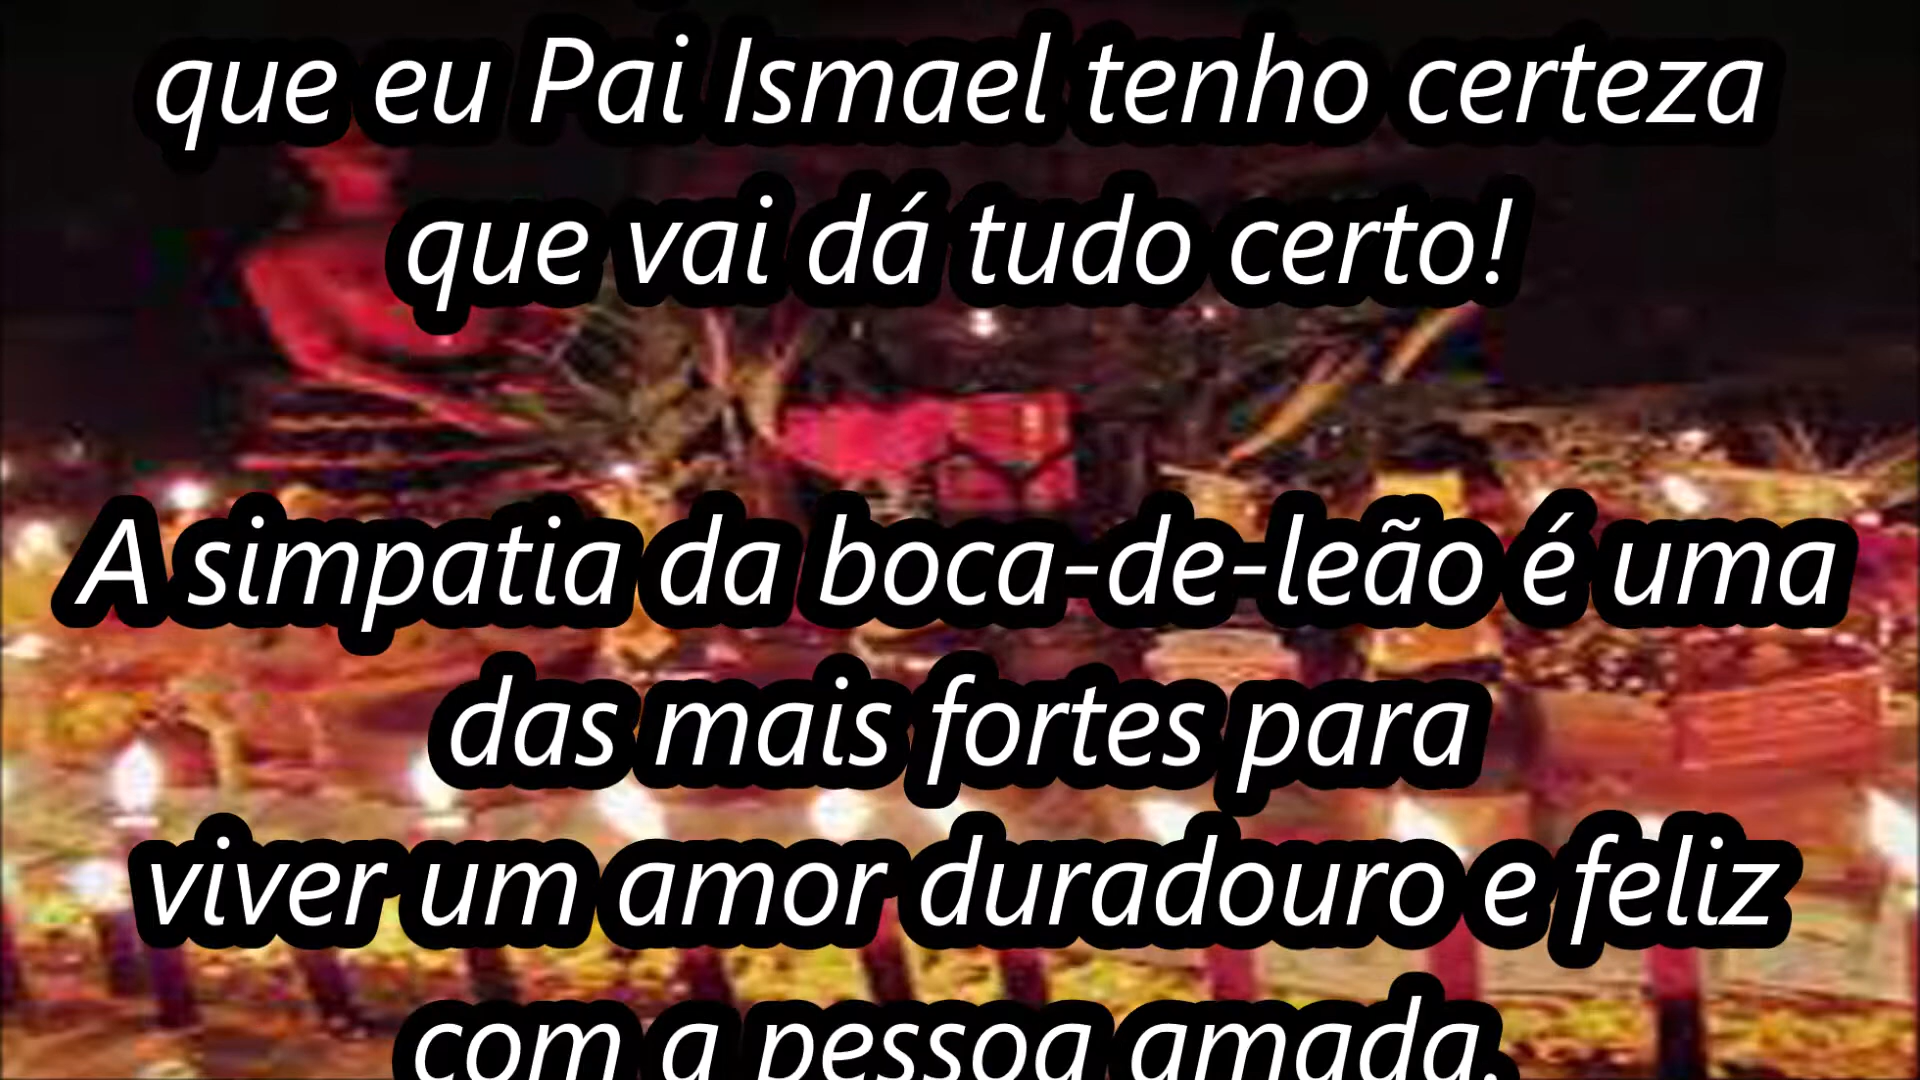 que eu Pai Ismael tenho certeza
que vai dá tudo certo!
A simpatia da boca-de-leão é uma
das mais fortes para
viver um amor duradouro e feliz
com a pessoa amada.